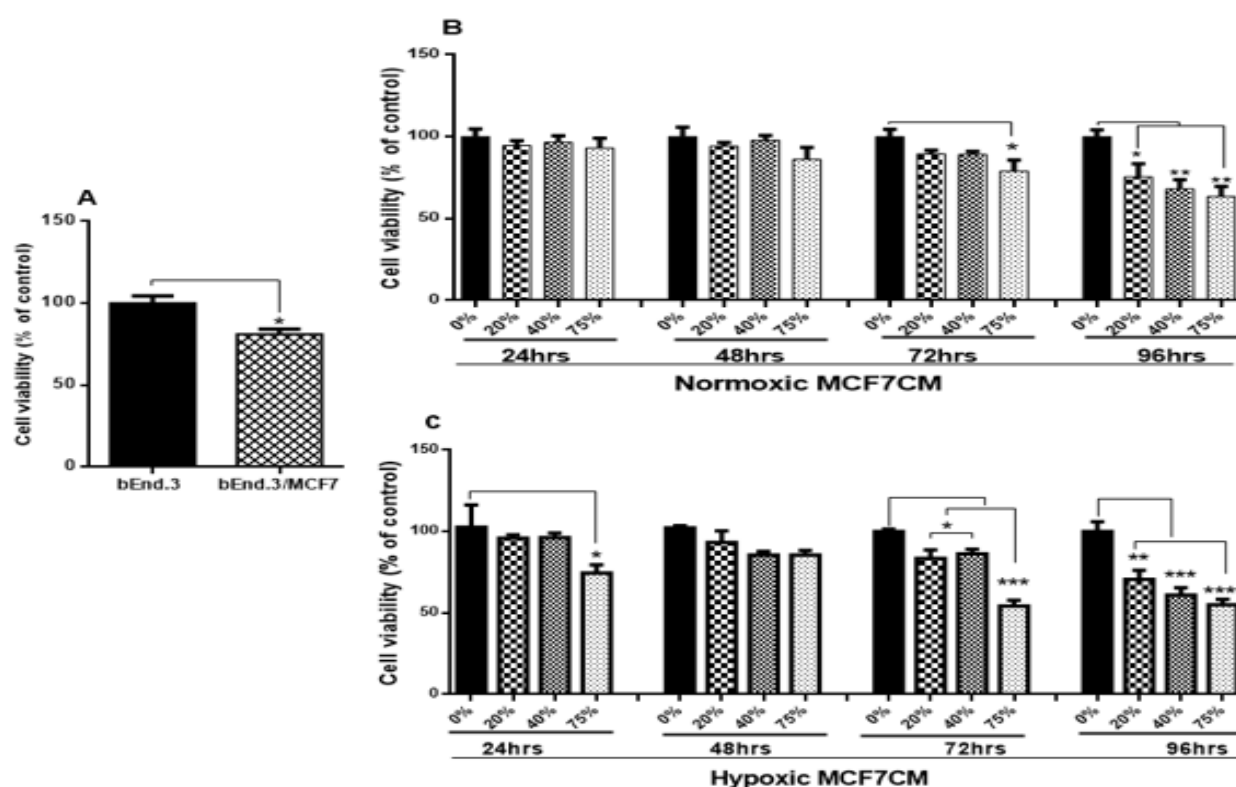 A
Cell viability (% of control)
150
100
50
0
*
bEnd.3 bEnd.3/MCF7
B
Cell viability (% of control)
150
100
50
0
* * ** **
0% 20% 40% 75% 0% 20% 40% 75% 0% 20% 40% 75% 0% 20% 40% 75%
24hrs 48hrs 72hrs 96hrs
Normoxic MCF7CM
C
Cell viability (% of control)
150
100
50
0
* * *** ** *** ***
0% 20% 40% 75% 0% 20% 40% 75% 0% 20% 40% 75% 0% 20% 40% 75%
24hrs 48hrs 72hrs 96hrs
Hypoxic MCF7CM